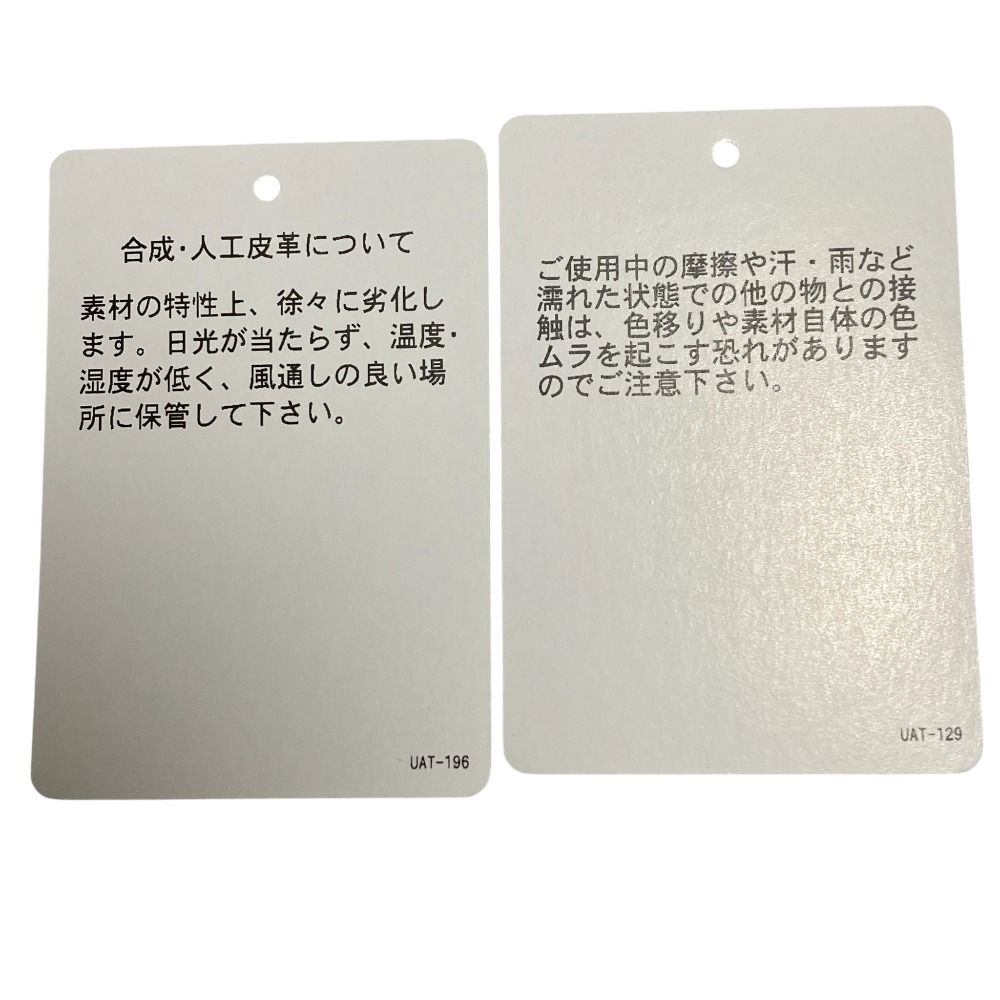 合成・人工皮革について
素材の特性上、徐々に劣化し
ます。日光が当たらず、温度・
湿度が低く、風通しの良い場
所に保管して下さい。
UAT-196
ご使用中の摩擦や汗・雨など
濡れた状態での他の物との接
触は、色移りや素材自体の色
ムラを起こす恐れがあります
のでご注意下さい。
UAT-129